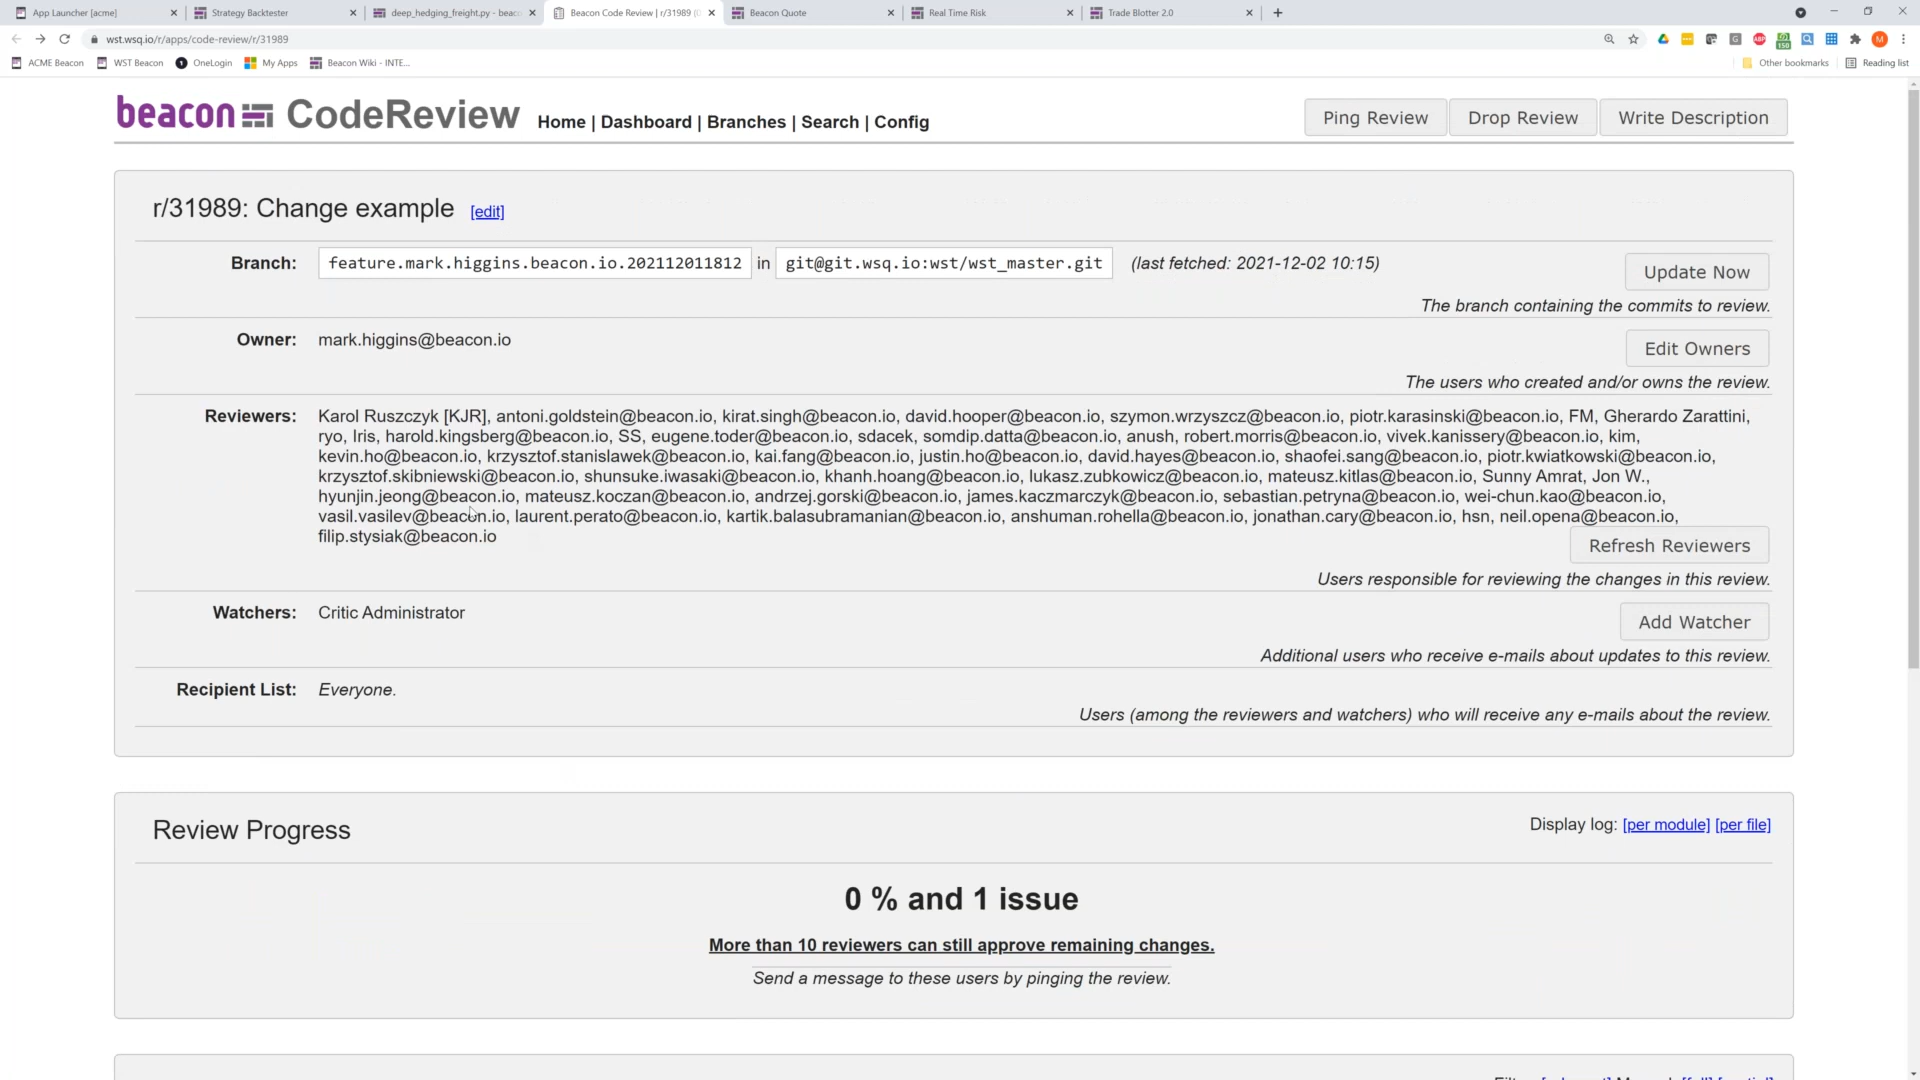 App Launcher [acme]
Strategy Backtester
deep_hedging_freight.py - beaco
Beacon Code Review | r/31989 (0
Beacon Quote
Real Time Risk
Trade Blotter 2.0
wst.wsq.io/r/apps/code-review/r/31989
ACME Beacon
WST Beacon
OneLogin
My Apps
Beacon Wiki - INTE...
Other bookmarks
Reading list
beacon CodeReview
Home | Dashboard | Branches | Search | Config
Ping Review
Drop Review
Write Description
r/31989: Change example [edit]
Branch: feature.mark.higgins.beacon.io.202112011812 in git@git.wsq.io:wst/wst_master.git (last fetched: 2021-12-02 10:15)
Update Now
The branch containing the commits to review.
Owner: mark.higgins@beacon.io
Edit Owners
The users who created and/or owns the review.
Reviewers: Karol Ruszczyk [KJR], antoni.goldstein@beacon.io, kirat.singh@beacon.io, david.hooper@beacon.io, szymon.wrzyszcz@beacon.io, piotr.karasinski@beacon.io, FM, Gherardo Zarattini,
ryo, Iris, harold.kingsberg@beacon.io, SS, eugene.toder@beacon.io, sdacek, somdip.datta@beacon.io, anush, robert.morris@beacon.io, vivek.kanissery@beacon.io, kim,
kevin.ho@beacon.io, krzysztof.stanislawek@beacon.io, kai.fang@beacon.io, justin.ho@beacon.io, david.hayes@beacon.io, shaofei.sang@beacon.io, piotr.kwiatkowski@beacon.io,
krzysztof.skibniewski@beacon.io, shunsuke.iwasaki@beacon.io, khanh.hoang@beacon.io, lukasz.zubkowicz@beacon.io, mateusz.kitlas@beacon.io, Sunny Amrat, Jon W.,
hyunjin.jeong@beacon.io, mateusz.koczan@beacon.io, andrzej.gorski@beacon.io, james.kaczmarczyk@beacon.io, sebastian.petryna@beacon.io, wei-chun.kao@beacon.io,
vasil.vasilev@beacon.io, laurent.perato@beacon.io, kartik.balasubramanian@beacon.io, anshuman.rohella@beacon.io, jonathan.cary@beacon.io, hsn, neil.opena@beacon.io,
filip.stysiak@beacon.io
Refresh Reviewers
Users responsible for reviewing the changes in this review.
Watchers: Critic Administrator
Add Watcher
Additional users who receive e-mails about updates to this review.
Recipient List: Everyone.
Users (among the reviewers and watchers) who will receive any e-mails about the review.
Review Progress
Display log: [per module] [per file]
0 % and 1 issue
More than 10 reviewers can still approve remaining changes.
Send a message to these users by pinging the review.